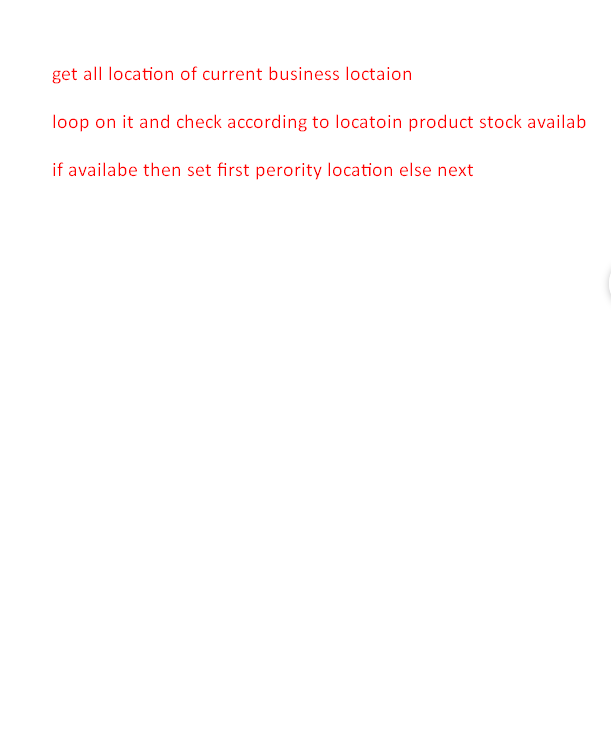 get all location of current business loctaion
loop on it and check according to locatoin product stock availab
if availabe then set first perority location else next